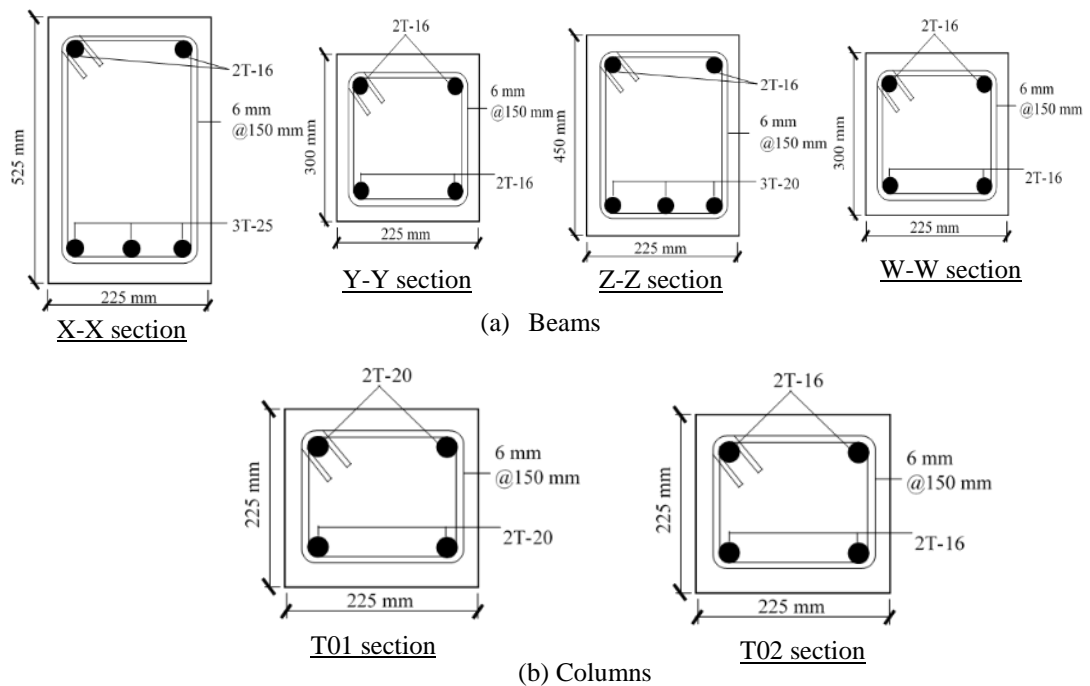 525 mm
2T-16
6 mm
@150 mm
3T-25
225 mm
X-X section
2T-16
300 mm
6 mm
@150 mm
2T-16
225 mm
Y-Y section
450 mm
2T-16
6 mm
@150 mm
3T-20
225 mm
Z-Z section
2T-16
300 mm
6 mm
@150 mm
2T-16
225 mm
W-W section
(a) Beams
2T-20
225 mm
6 mm
@150 mm
2T-20
225 mm
T01 section
2T-16
225 mm
6 mm
@150 mm
2T-16
225 mm
T02 section
(b) Columns